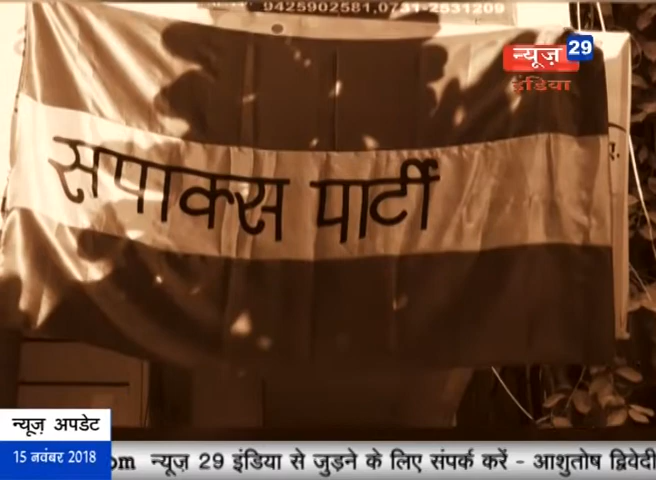 9425902581,0731-2531209
न्यूज़ 29
इंडिया
सपाक्स पार्टी
न्यूज़ अपडेट
15 नवंबर 2018
om न्यूज़ 29 इंडिया से जुड़ने के लिए संपर्क करें - आशुतोष द्विवेदी